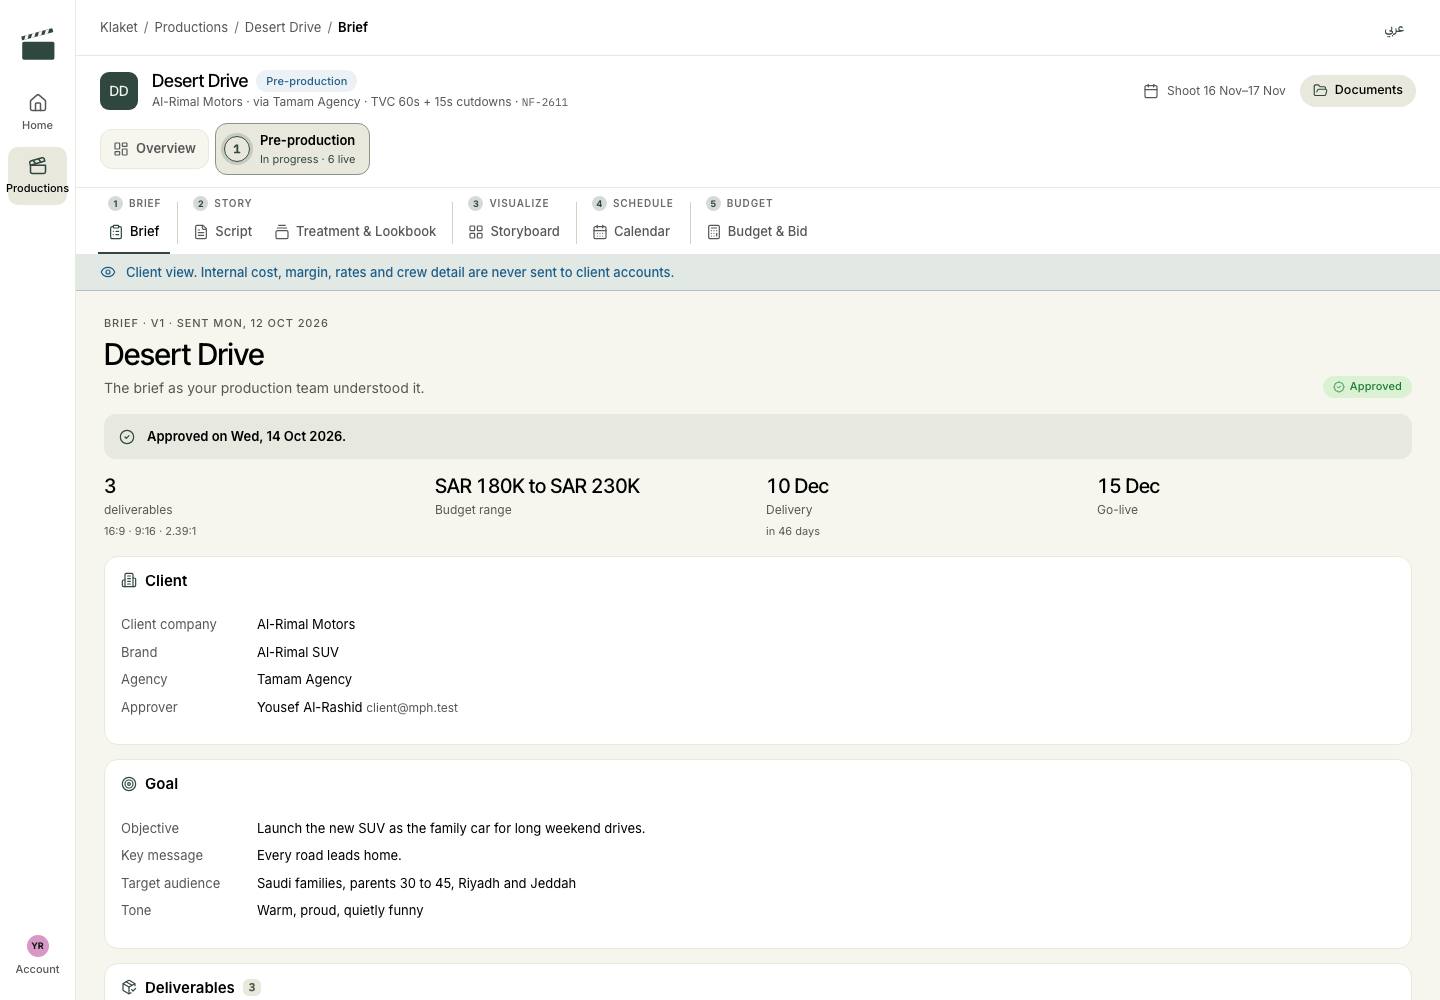 Klaket / Productions / Desert Drive / Brief
عربي
DD
Desert Drive Pre-production
Al-Rimal Motors · via Tamam Agency · TVC 60s + 15s cutdowns · NF-2611
Shoot 16 Nov–17 Nov
Documents
Home
Productions
Overview
1 Pre-production
In progress · 6 live
1 BRIEF
2 STORY
3 VISUALIZE
4 SCHEDULE
5 BUDGET
Brief
Script
Treatment & Lookbook
Storyboard
Calendar
Budget & Bid
Client view. Internal cost, margin, rates and crew detail are never sent to client accounts.
BRIEF · V1 · SENT MON, 12 OCT 2026
Desert Drive
The brief as your production team understood it.
Approved
Approved on Wed, 14 Oct 2026.
3
deliverables
16:9 · 9:16 · 2.39:1
SAR 180K to SAR 230K
Budget range
10 Dec
Delivery
in 46 days
15 Dec
Go-live
Client
Client company Al-Rimal Motors
Brand Al-Rimal SUV
Agency Tamam Agency
Approver Yousef Al-Rashid client@mph.test
Goal
Objective Launch the new SUV as the family car for long weekend drives.
Key message Every road leads home.
Target audience Saudi families, parents 30 to 45, Riyadh and Jeddah
Tone Warm, proud, quietly funny
YR
Account
Deliverables 3